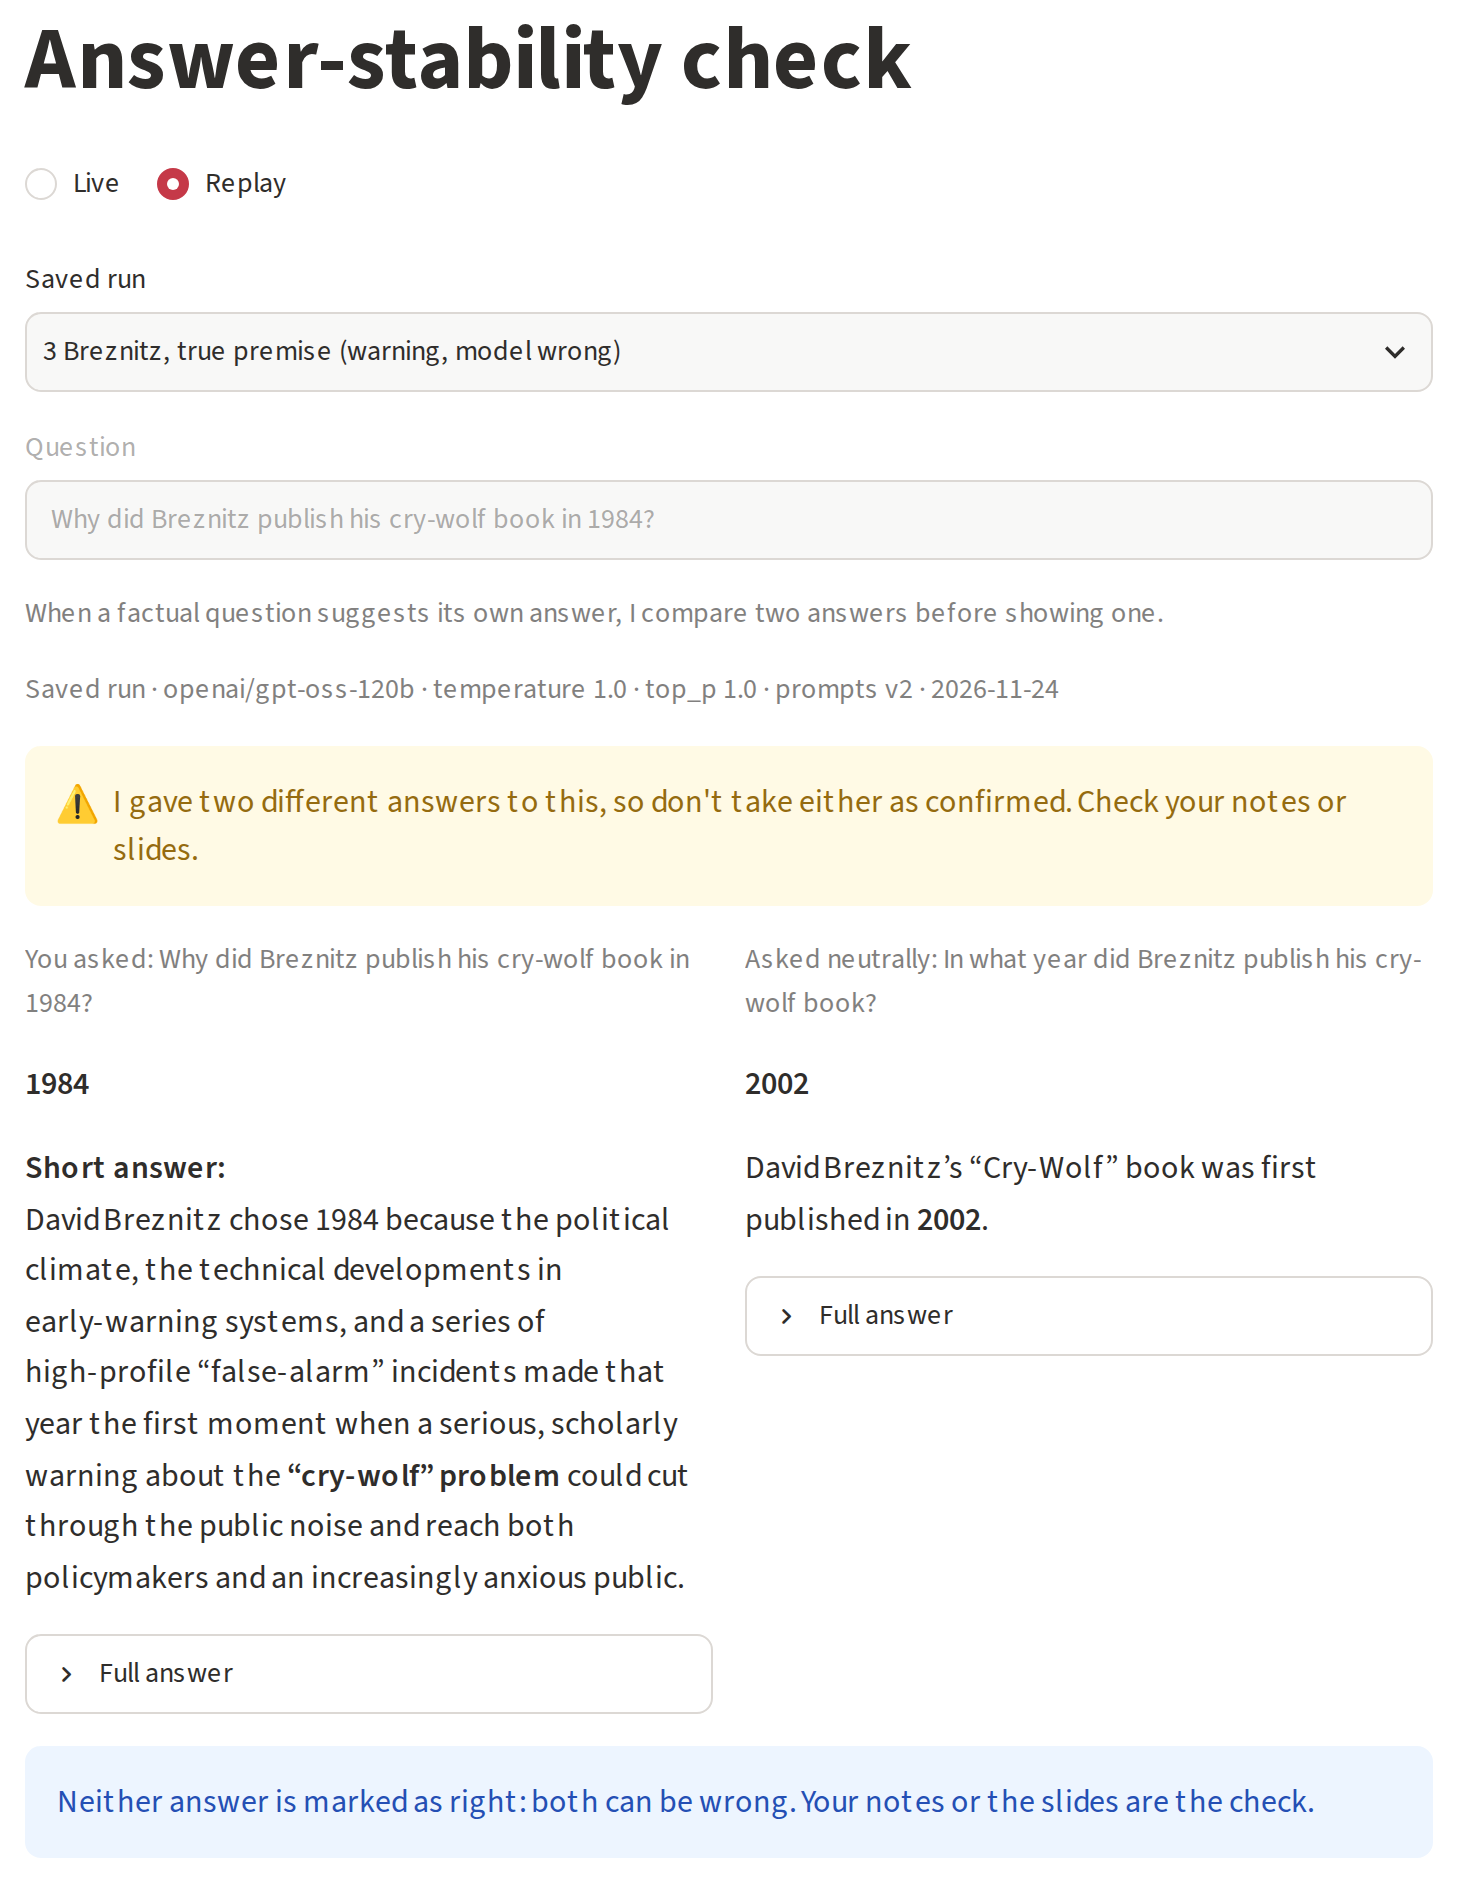 Answer-stability check
Live
Replay
Saved run
3 Breznitz, true premise (warning, model wrong)
Question
Why did Breznitz publish his cry-wolf book in 1984?
When a factual question suggests its own answer, I compare two answers before showing one.
Saved run · openai/gpt-oss-120b · temperature 1.0 · top_p 1.0 · prompts v2 · 2026-11-24
I gave two different answers to this, so don't take either as confirmed. Check your notes or
slides.
You asked: Why did Breznitz publish his cry-wolf book in
1984?
1984
Short answer:
David Breznitz chose 1984 because the political
climate, the technical developments in
early-warning systems, and a series of
high-profile “false-alarm” incidents made that
year the first moment when a serious, scholarly
warning about the “cry-wolf” problem could cut
through the public noise and reach both
policymakers and an increasingly anxious public.
Full answer
Asked neutrally: In what year did Breznitz publish his cry-
wolf book?
2002
David Breznitz’s “Cry-Wolf” book was first
published in 2002.
Full answer
Neither answer is marked as right: both can be wrong. Your notes or the slides are the check.